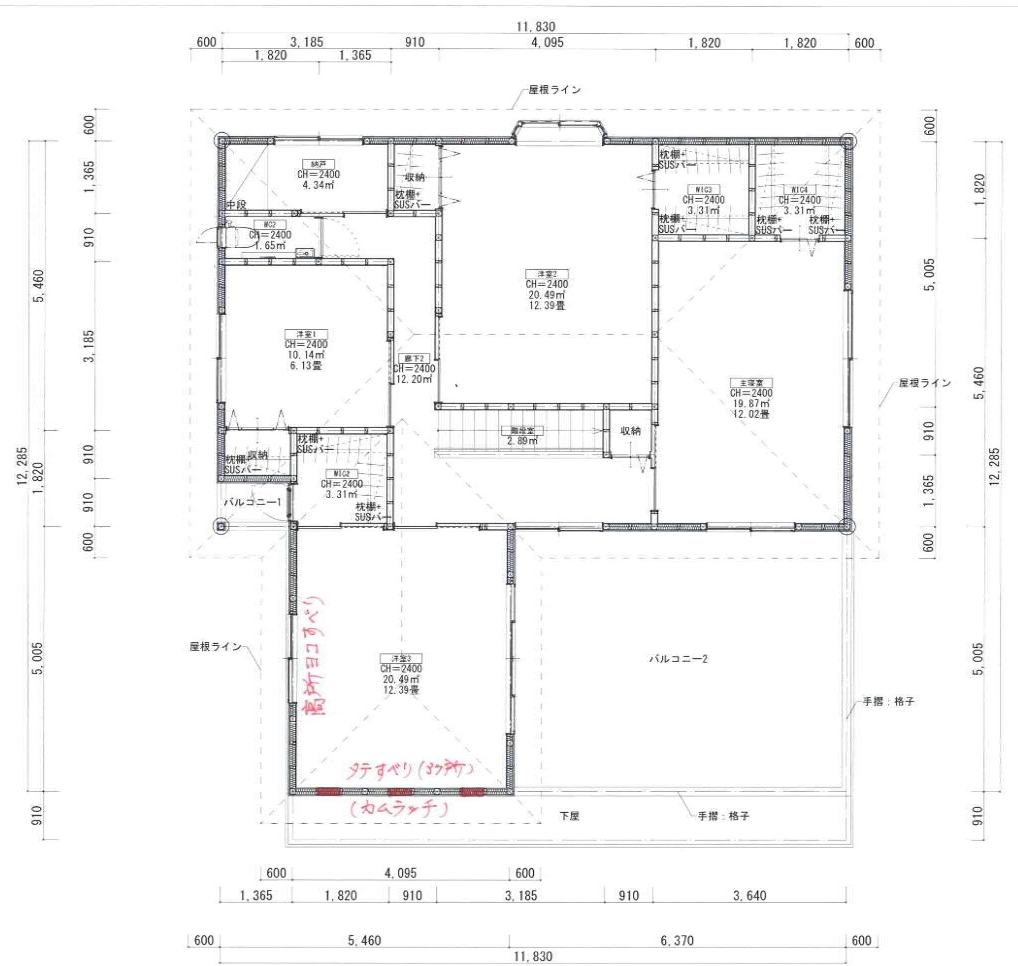 11,830
600 3,185 910 4,095 1,820 1,820 600
1,820 1,365
屋根ライン
600
1,365
910
5,460
3,185
12,285
910
1,820
910
600
5,005
910
600
1,820
5,005
5,460
910
12,285
1,365
600
5,005
910
納戸
CH=2400
4.34㎡
中段
収納
枕棚+
SUSバー
WC2
CH=2400
1.65㎡
洋室2
CH=2400
20.49㎡
12.39畳
枕棚+
SUSバー
WIC3
CH=2400
3.31㎡
枕棚+
SUSバー
WIC4
CH=2400
3.31㎡
枕棚+
SUSバー
枕棚+
SUSバー
洋室1
CH=2400
10.14㎡
6.13畳
廊下2
CH=2400
12.20㎡
主寝室
CH=2400
19.87㎡
12.02畳
屋根ライン
階段室
2.89㎡
収納
枕棚+
SUSバー
収納
枕棚+
SUSバー
WIC2
CH=2400
3.31㎡
枕棚+
SUSバー
バルコニー1
屋根ライン
高所ヨコすべり
洋室3
CH=2400
20.49㎡
12.39畳
バルコニー2
手摺:格子
タテすべり(3ヶ所)
(カムラッチ)
下屋
手摺:格子
600 4,095 600
1,365 1,820 910 3,185 910 3,640
600 5,460 6,370 600
11,830